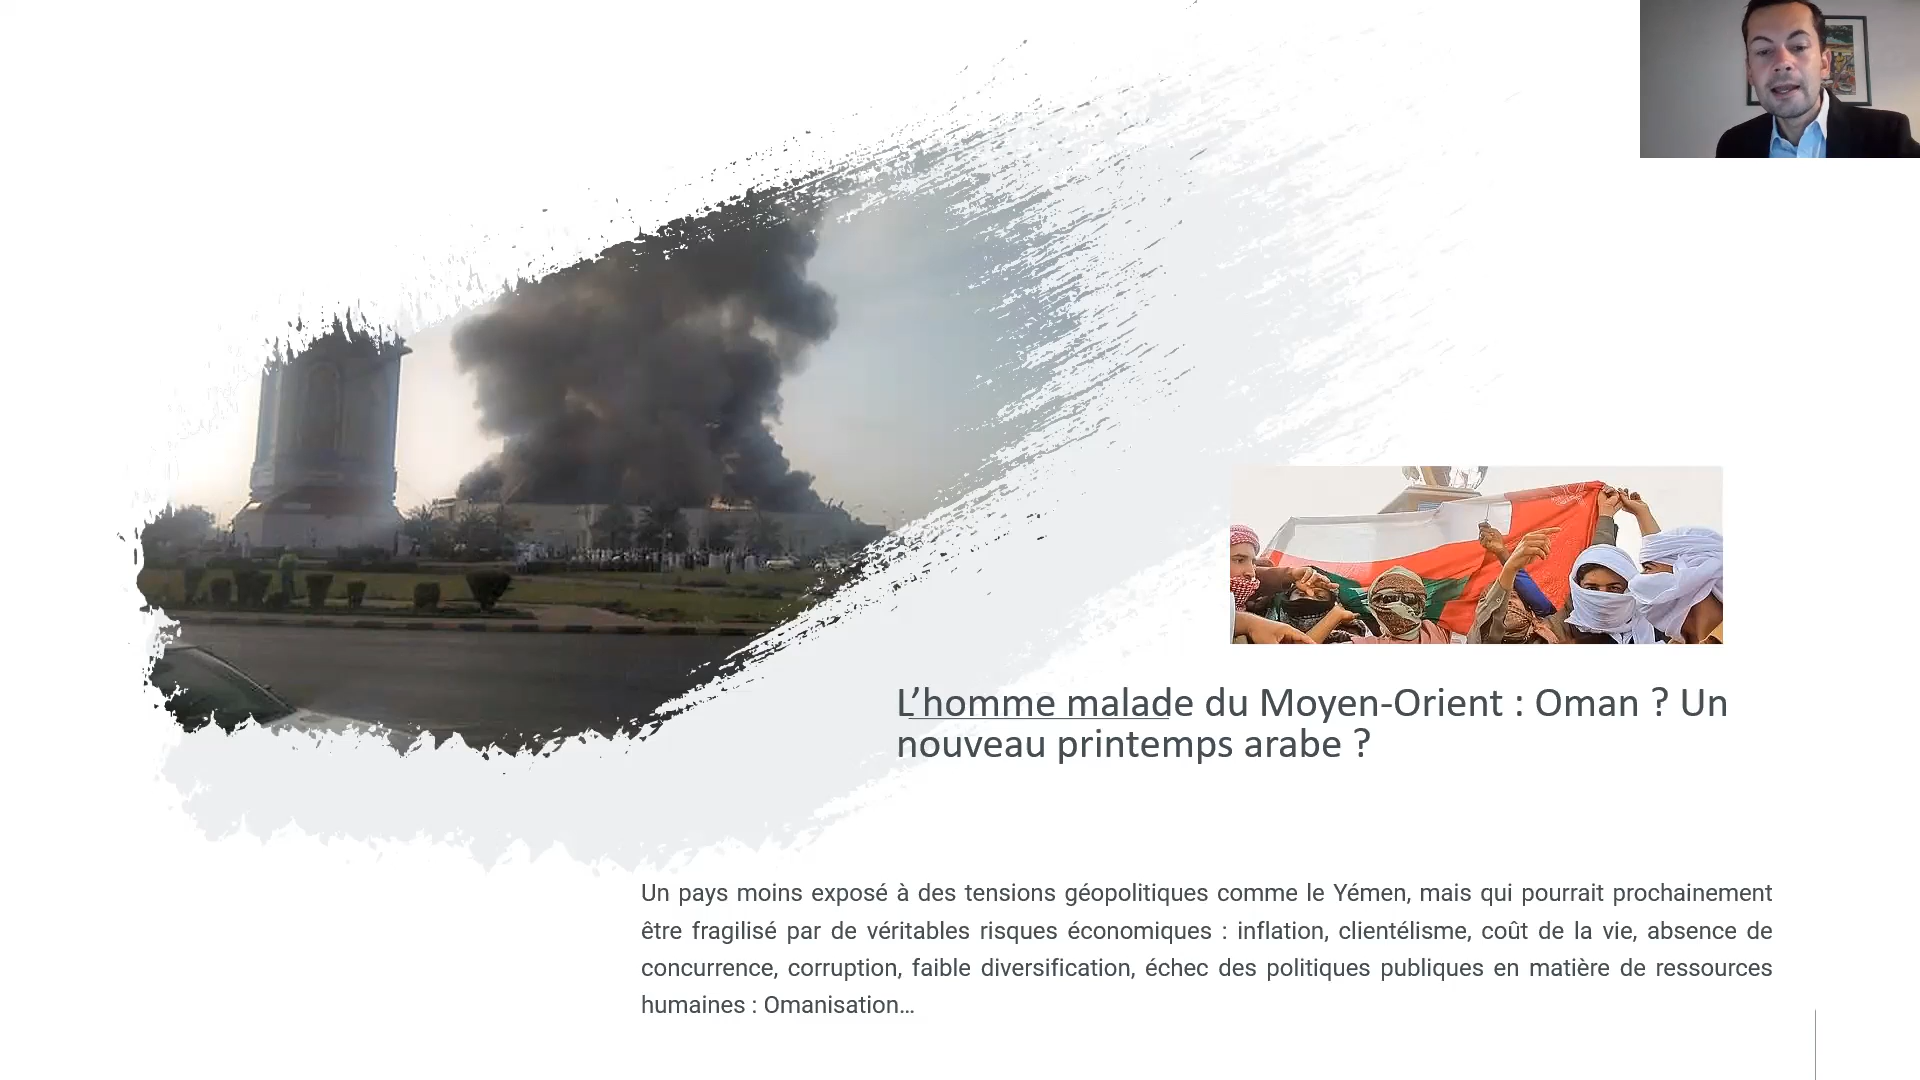 L’homme malade du Moyen-Orient : Oman ? Un
nouveau printemps arabe ?
Un pays moins exposé à des tensions géopolitiques comme le Yémen, mais qui pourrait prochainement
être fragilisé par de véritables risques économiques : inflation, clientélisme, coût de la vie, absence de
concurrence, corruption, faible diversification, échec des politiques publiques en matière de ressources
humaines : Omanisation…